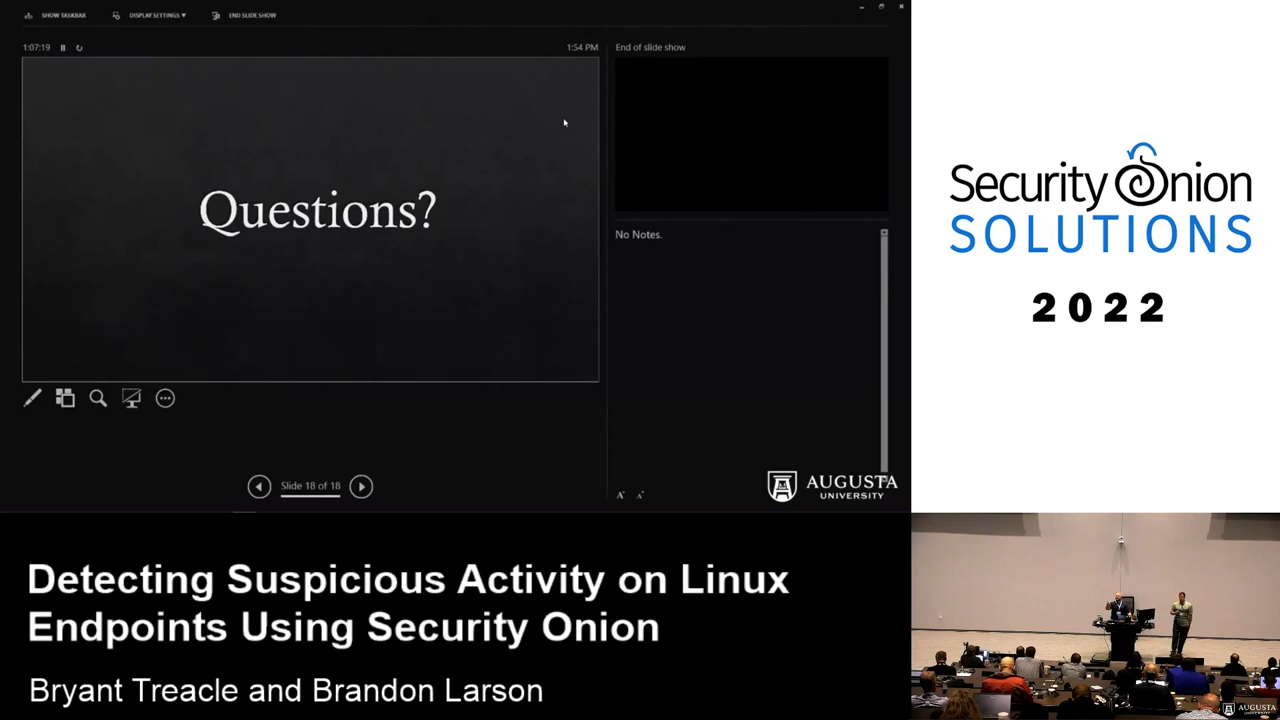 SHOW TASKBAR
DISPLAY SETTINGS ▼
END SLIDE SHOW
1:07:19
1:54 PM
End of slide show
Questions?
No Notes.
Slide 18 of 18
AUGUSTA
UNIVERSITY
Security Onion
SOLUTIONS
2022
Detecting Suspicious Activity on Linux
Endpoints Using Security Onion
Bryant Treacle and Brandon Larson
AUGUSTA